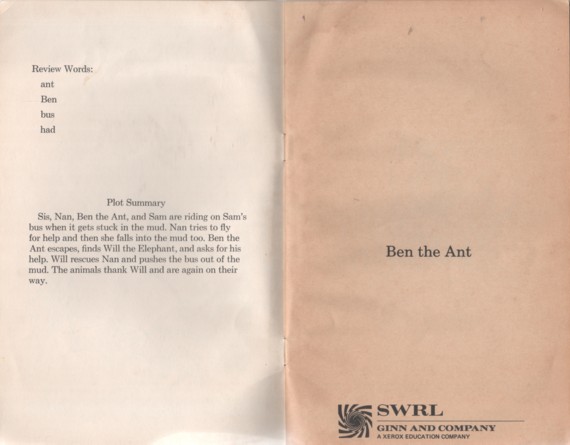 Review Words:
ant
Ben
bus
had
Plot Summary
Sis, Nan, Ben the Ant, and Sam are riding on Sam's
bus when it gets stuck in the mud. Nan tries to fly
for help and then she falls into the mud too. Ben the
Ant escapes, finds Will the Elephant, and asks for his
help. Will rescues Nan and pushes the bus out of the
mud. The animals thank Will and are again on their
way.
Ben the Ant
SWRL
GINN AND COMPANY
A XEROX EDUCATION COMPANY